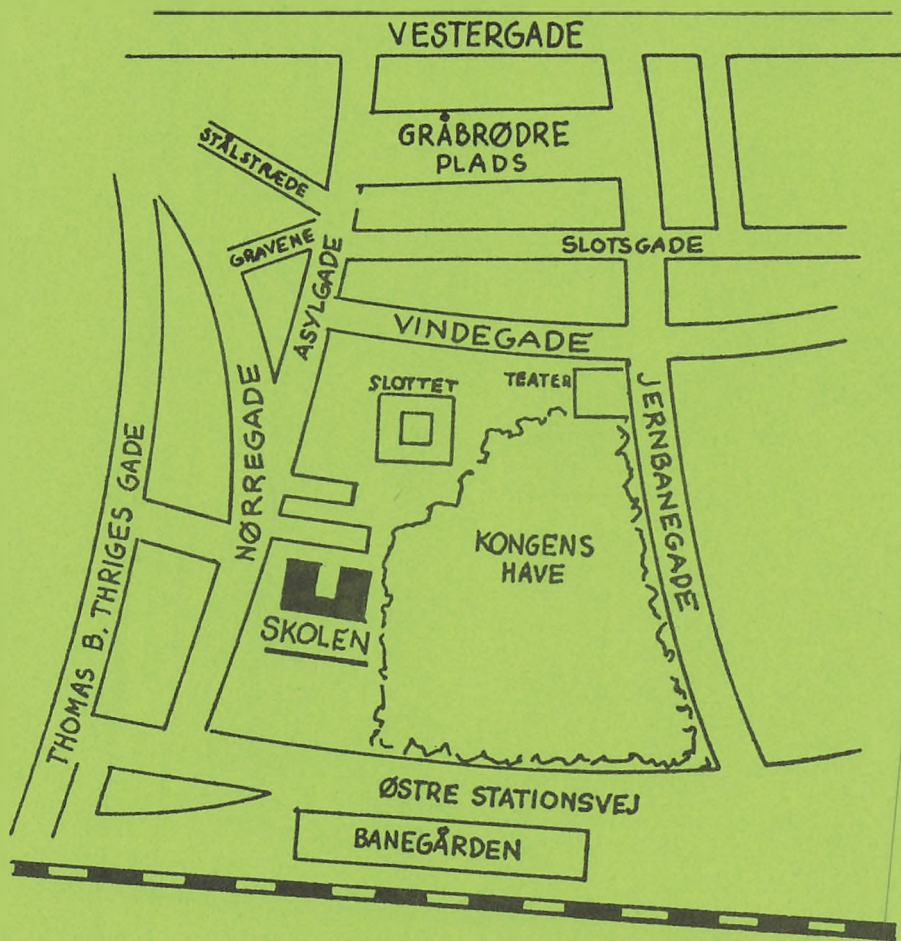 VESTERGADE
GRÅBRØDRE
PLADS
STÅLSTRÆDE
GRAVENE
ASYLGADE
SLOTSGADE
VINDEGADE
SLOTTET
TEATER
JERNBANEGADE
NØRREGADE
THOMAS B. THRIGES GADE
KONGENS
HAVE
SKOLEN
ØSTRE STATIONSVEJ
BANEGÅRDEN